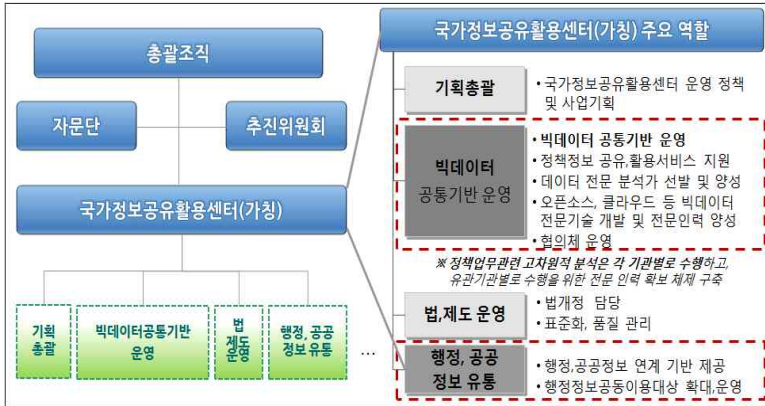 총괄조직
자문단
추진위원회
국가정보공유활용센터(가칭)
기획
총괄
빅데이터공통기반
운영
법
제도
운영
행정, 공공
정보 유통
...
국가정보공유활용센터(가칭) 주요 역할
기획총괄
• 국가정보공유활용센터 운영 정책
및 사업기획
빅데이터
공통기반 운영
• 빅데이터 공통기반 운영
• 정책정보 공유,활용서비스 지원
• 데이터 전문 분석가 선발 및 양성
• 오픈소스, 클라우드 등 빅데이터
전문기술 개발 및 전문인력 양성
• 협의체 운영
※ 정책업무관련 고차원적 분석은 각 기관별로 수행하고,
유관기관별로 수행을 위한 전문 인력 확보 체제 구축
법,제도 운영
• 법개정 담당
• 표준화, 품질 관리
행정, 공공
정보 유통
• 행정,공공정보 연계 기반 제공
• 행정정보공동이용대상 확대,운영